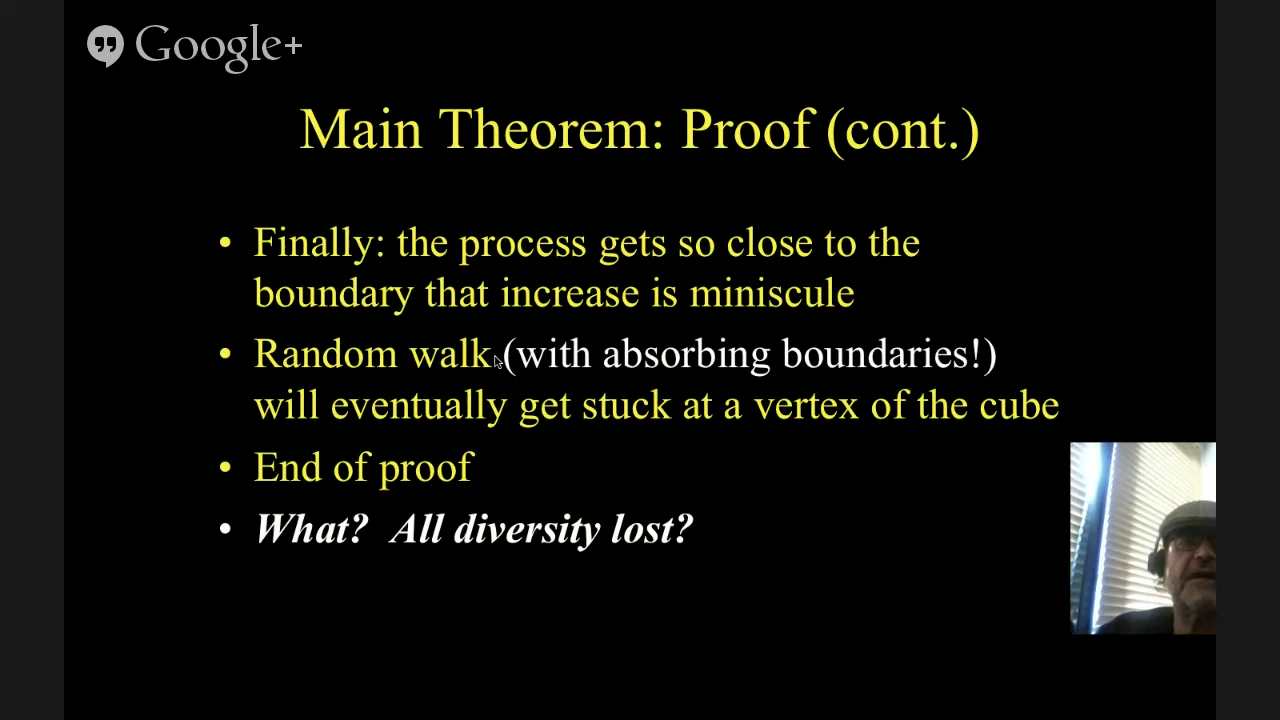 Google+
Main Theorem: Proof (cont.)
• Finally: the process gets so close to the
boundary that increase is miniscule
• Random walk (with absorbing boundaries!)
will eventually get stuck at a vertex of the cube
• End of proof
• What? All diversity lost?